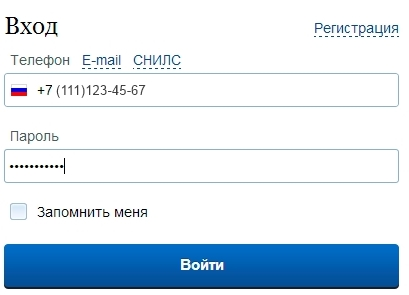 Вход
Регистрация
Телефон E-mail СНИЛС
+7 (111)123-45-67
Пароль
•••••••••••
Запомнить меня
Войти